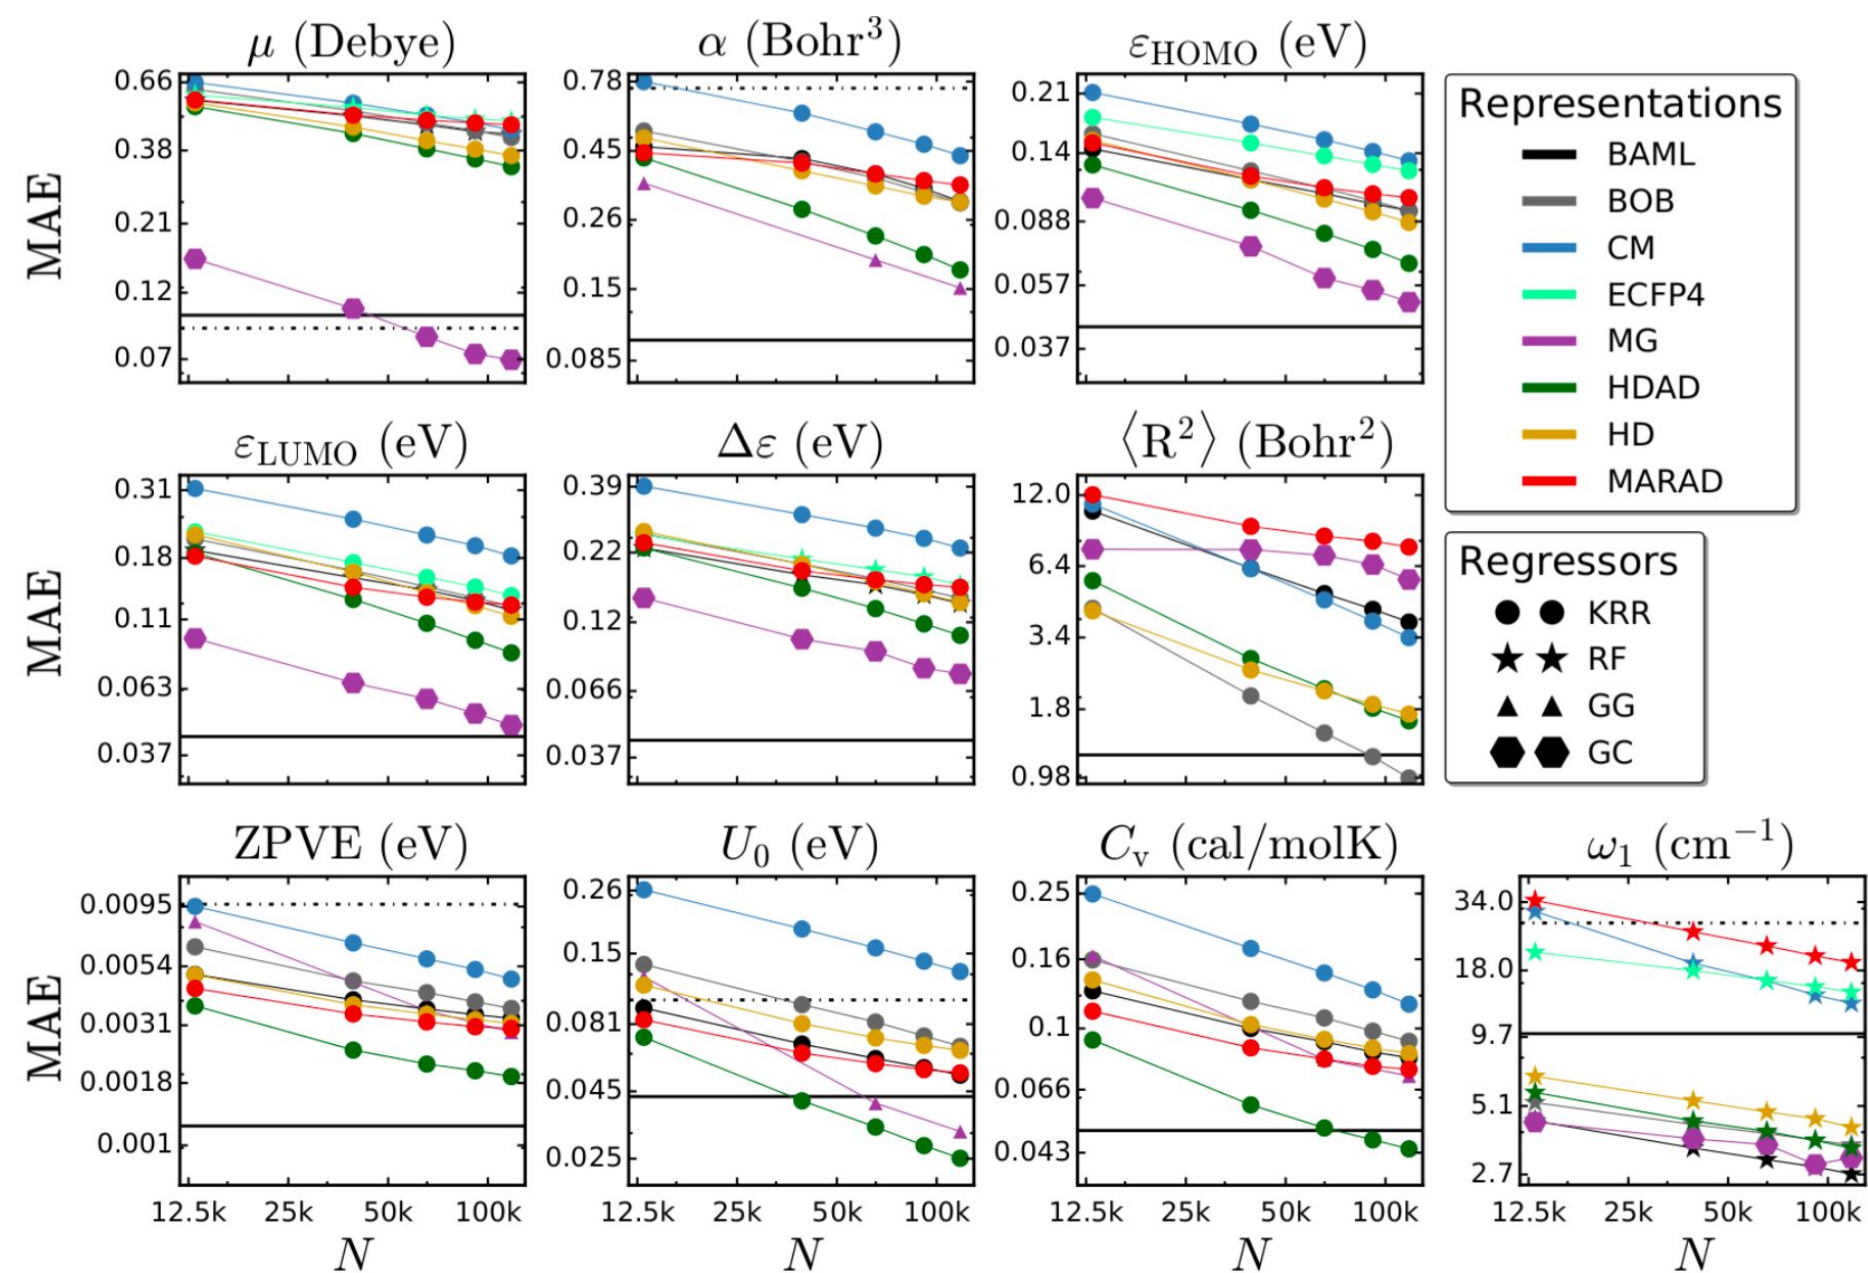 μ (Debye)
α (Bohr³)
ε_HOMO (eV)
MAE
0.66
0.38
0.21
0.12
0.07
0.78
0.45
0.26
0.15
0.085
0.21
0.14
0.088
0.057
0.037
Representations
BAML
BOB
CM
ECFP4
MG
HDAD
HD
MARAD
ε_LUMO (eV)
Δε (eV)
⟨R²⟩ (Bohr²)
MAE
0.31
0.18
0.11
0.063
0.037
0.39
0.22
0.12
0.066
0.037
12.0
6.4
3.4
1.8
0.98
Regressors
KRR
RF
GG
GC
ZPVE (eV)
U₀ (eV)
C_v (cal/molK)
ω₁ (cm⁻¹)
MAE
0.0095
0.0054
0.0031
0.0018
0.001
0.26
0.15
0.081
0.045
0.025
0.25
0.16
0.1
0.066
0.043
34.0
18.0
9.7
5.1
2.7
12.5k 25k 50k 100k
12.5k 25k 50k 100k
12.5k 25k 50k 100k
12.5k 25k 50k 100k
N
N
N
N